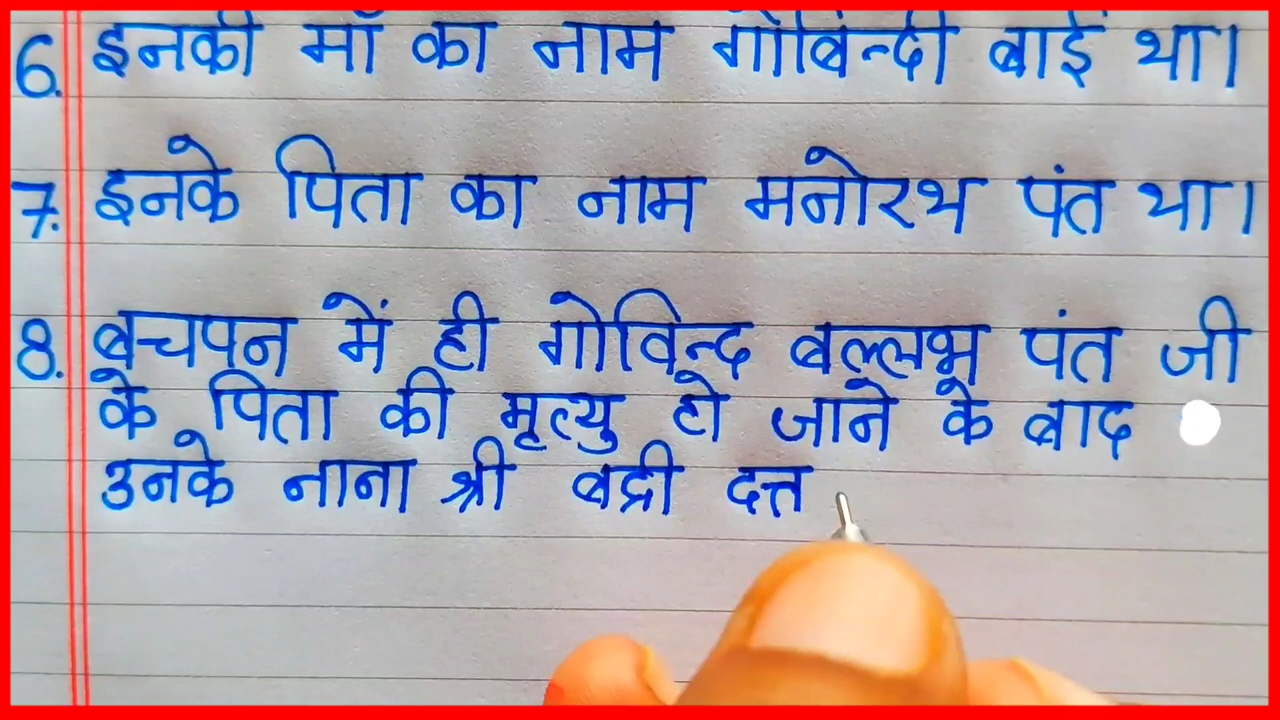 6. इनकी माँ का नाम गोबिन्दी बाई था।
7. इनके पिता का नाम मनोरथ पंत था।
8. बचपन में ही गोविन्द बल्लभ पंत जी
के पिता की मृत्यु हो जाने के बाद
उनके नाना श्री बद्री दत्त